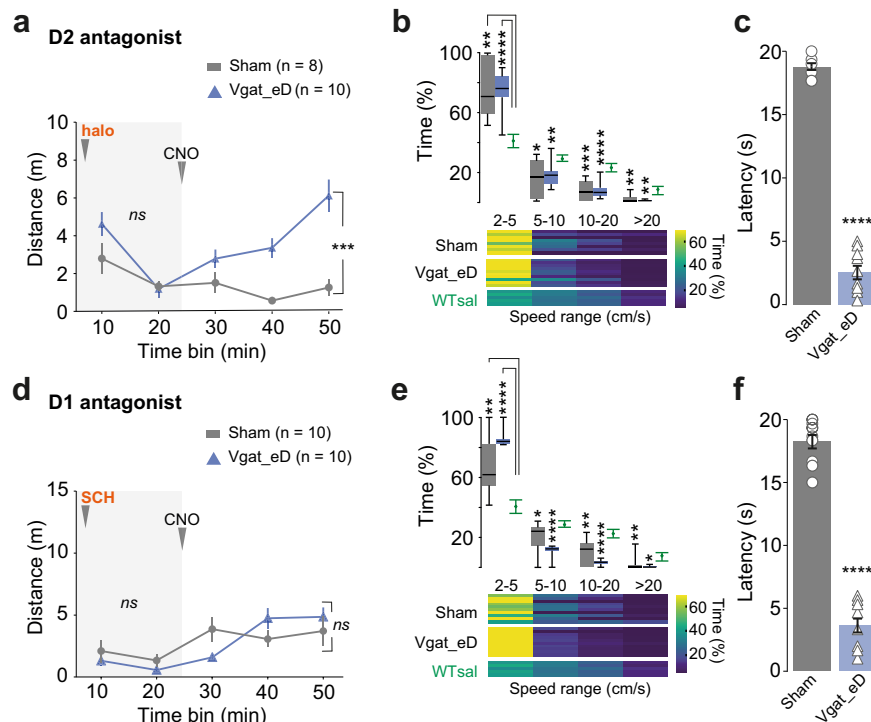 a
D2 antagonist
Sham (n = 8)
Vgat_eD (n = 10)
halo
CNO
ns
***
Distance (m)
10
8
6
4
2
0
10 20 30 40 50
Time bin (min)
b
Time (%)
100
60
20
** ****
* **
*** ****
** **
2-5 5-10 10-20 >20
Sham
Vgat_eD
WTsal
Speed range (cm/s)
60
40
20
Time (%)
c
Latency (s)
20
15
10
5
0
****
Sham
Vgat_eD
d
D1 antagonist
Sham (n = 10)
Vgat_eD (n = 10)
SCH
CNO
ns
ns
Distance (m)
15
10
5
0
10 20 30 40 50
Time bin (min)
e
Time (%)
100
60
20
** ****
* ****
** ****
** *
2-5 5-10 10-20 >20
Sham
Vgat_eD
WTsal
Speed range (cm/s)
60
40
20
Time (%)
f
Latency (s)
20
15
10
5
0
****
Sham
Vgat_eD